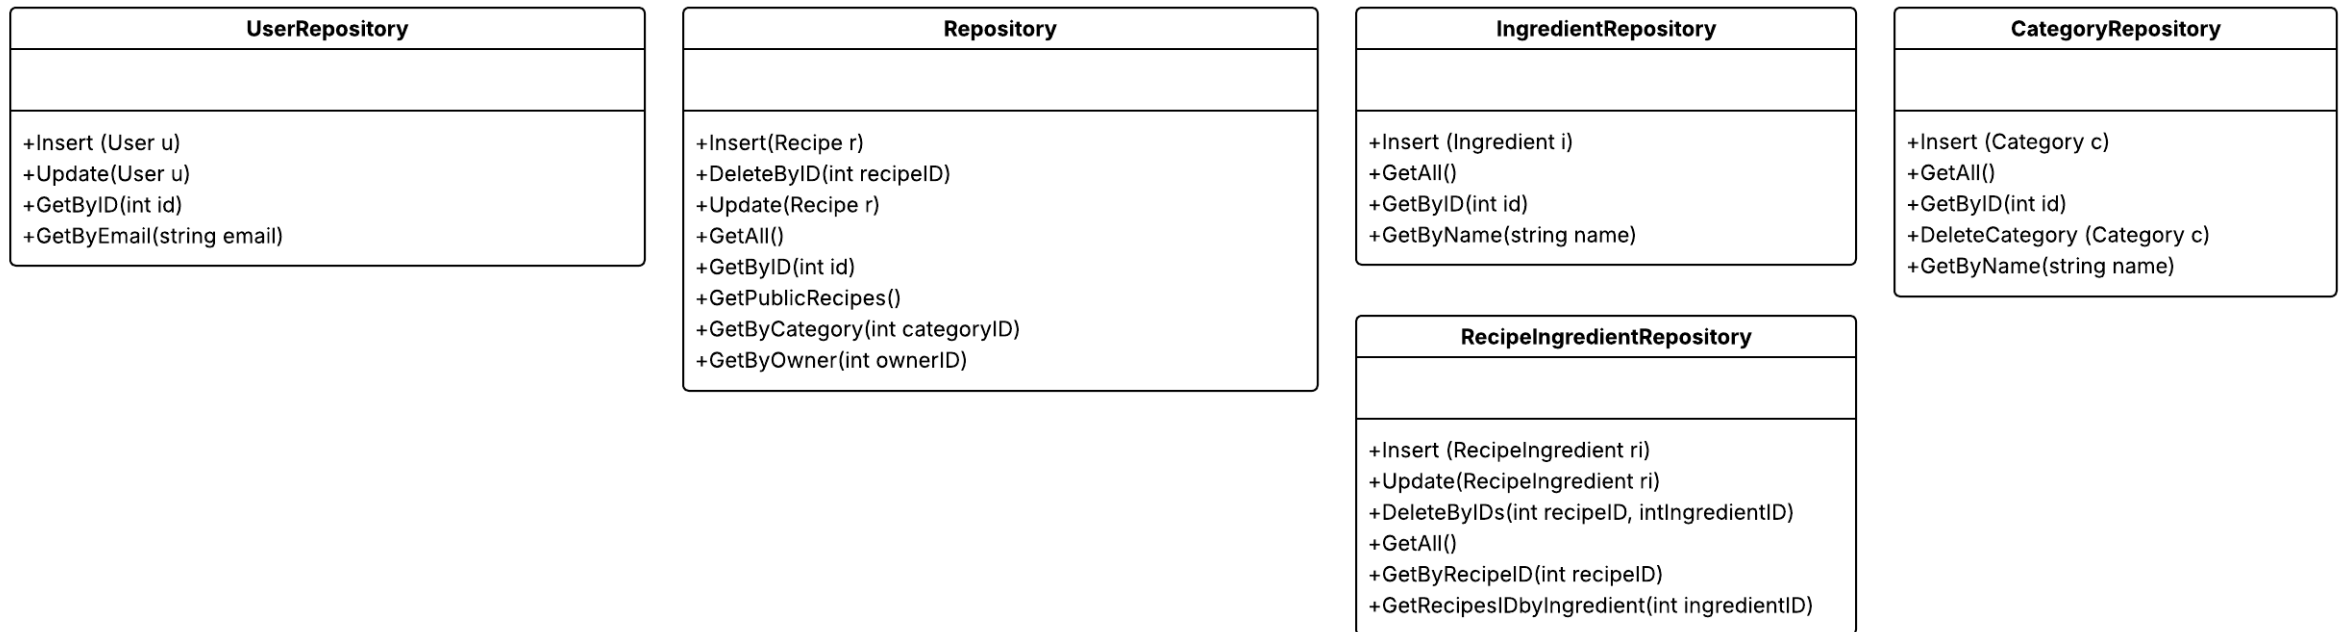 UserRepository
+Insert (User u)
+Update(User u)
+GetByID(int id)
+GetByEmail(string email)
Repository
+Insert(Recipe r)
+DeleteByID(int recipeID)
+Update(Recipe r)
+GetAll()
+GetByID(int id)
+GetPublicRecipes()
+GetByCategory(int categoryID)
+GetByOwner(int ownerID)
IngredientRepository
+Insert (Ingredient i)
+GetAll()
+GetByID(int id)
+GetByName(string name)
RecipeIngredientRepository
+Insert (RecipeIngredient ri)
+Update(RecipeIngredient ri)
+DeleteByIDs(int recipeID, intIngredientID)
+GetAll()
+GetByRecipeID(int recipeID)
+GetRecipesIDbyIngredient(int ingredientID)
CategoryRepository
+Insert (Category c)
+GetAll()
+GetByID(int id)
+DeleteCategory (Category c)
+GetByName(string name)